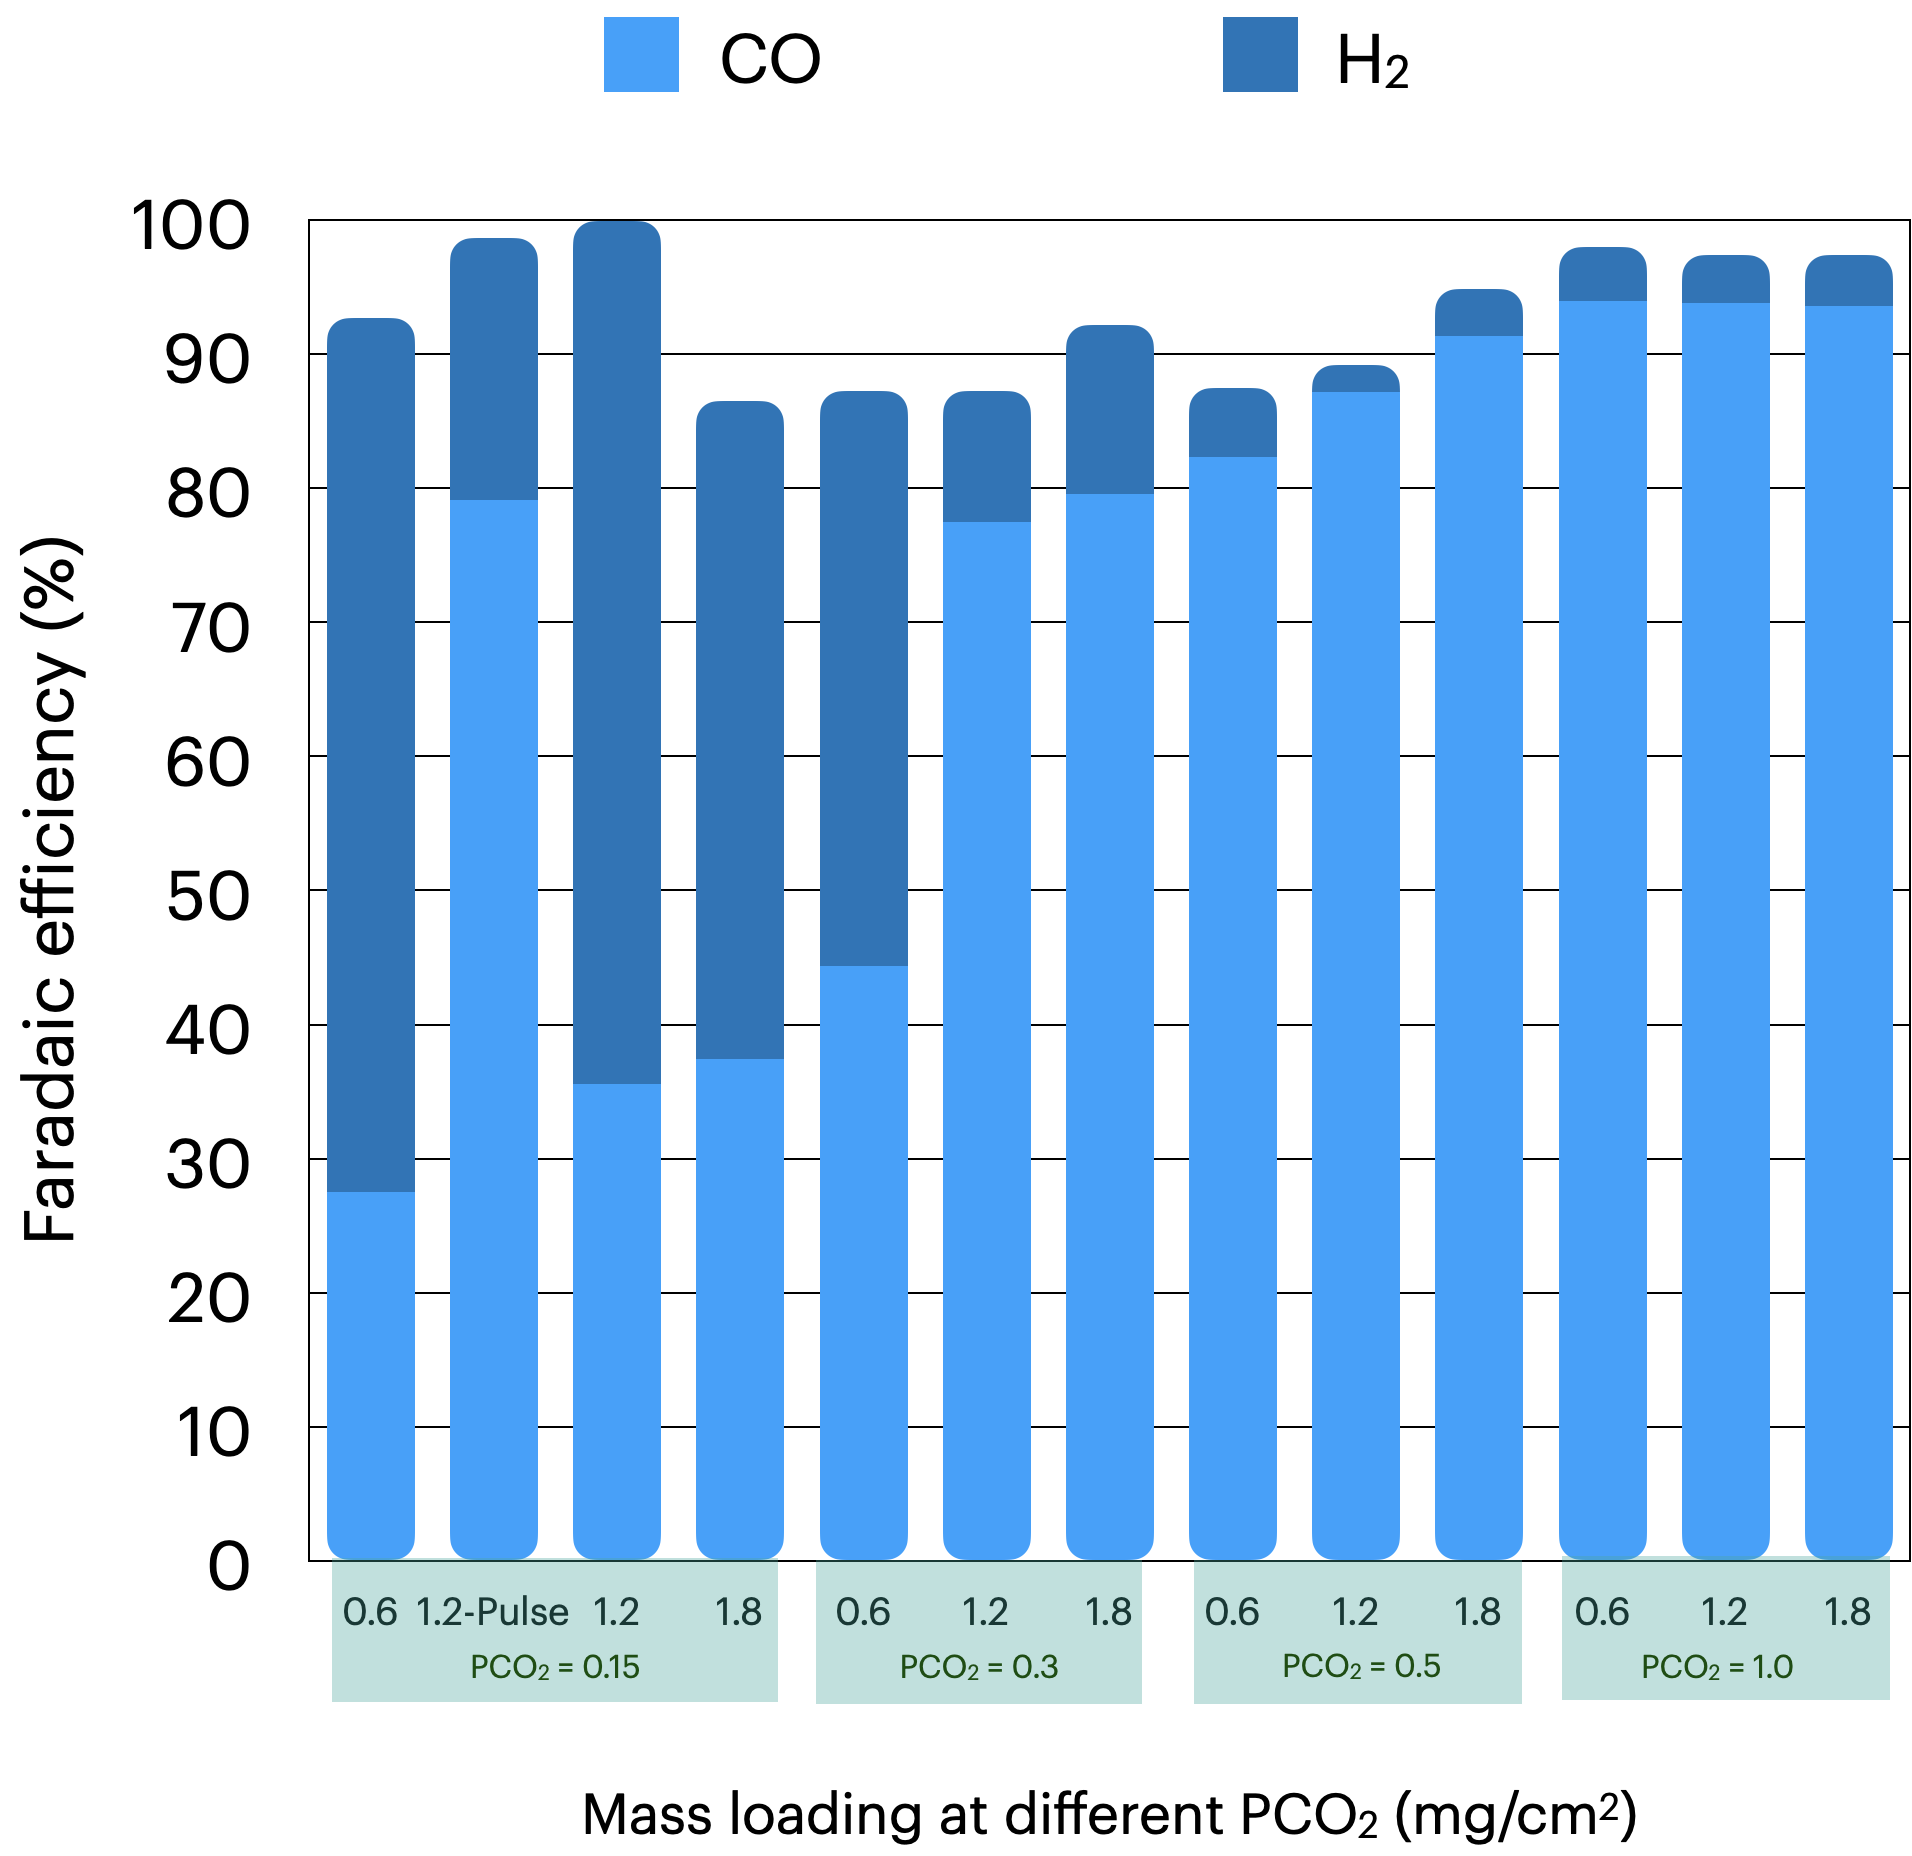 CO H₂
100
90
80
70
60
50
40
30
20
10
0
Faradaic efficiency (%)
0.6 1.2-Pulse 1.2 1.8 0.6 1.2 1.8 0.6 1.2 1.8 0.6 1.2 1.8
PCO₂ = 0.15 PCO₂ = 0.3 PCO₂ = 0.5 PCO₂ = 1.0
Mass loading at different PCO₂ (mg/cm²)